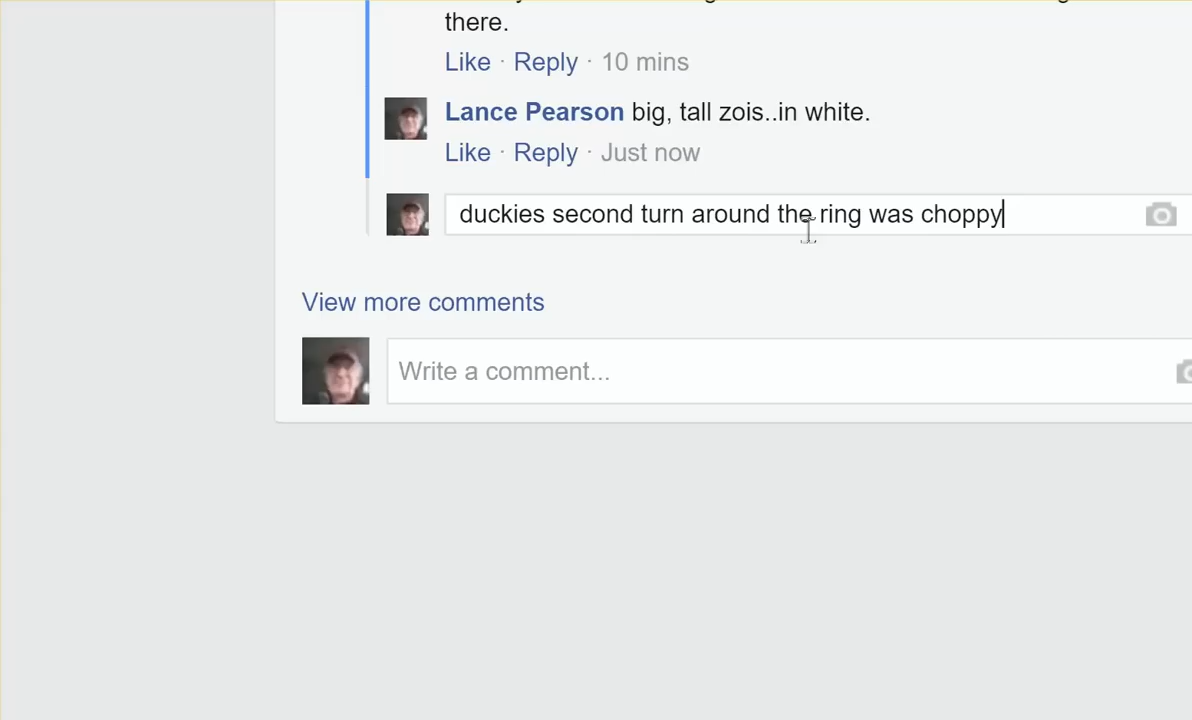 there.
Like · Reply · 10 mins
Lance Pearson big, tall zois..in white.
Like · Reply · Just now
duckies second turn around the ring was choppy
View more comments
Write a comment...